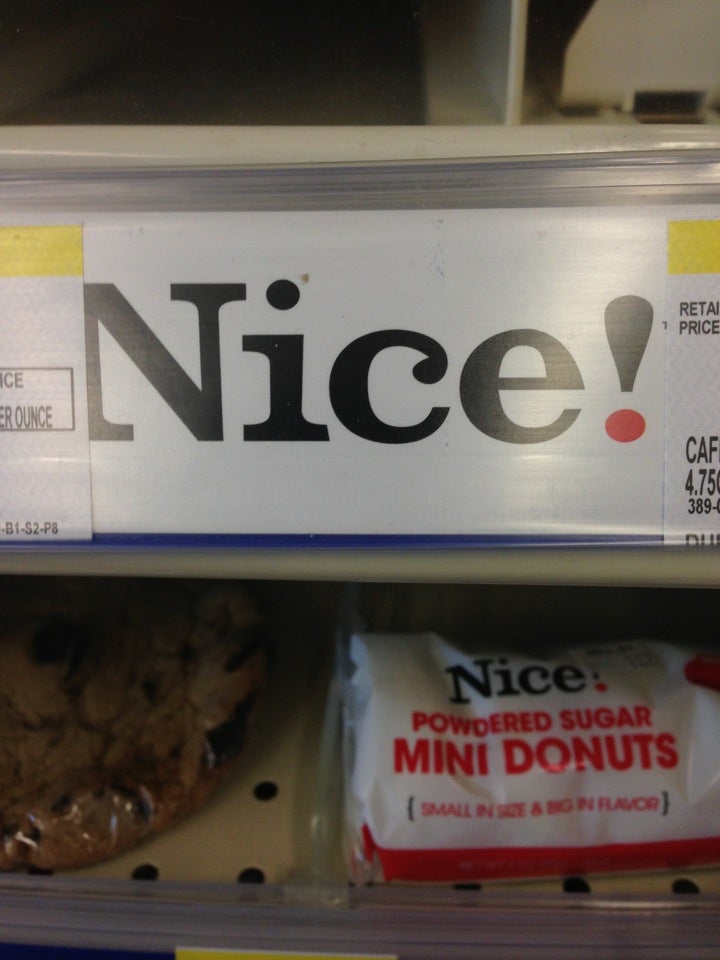 Nice!
ICE
ER OUNCE
-B1-S2-P8
RETAI
PRICE
CAF
4.75
389-
Nice!
POWDERED SUGAR
MINI DONUTS
{ SMALL IN SIZE & BIG IN FLAVOR }